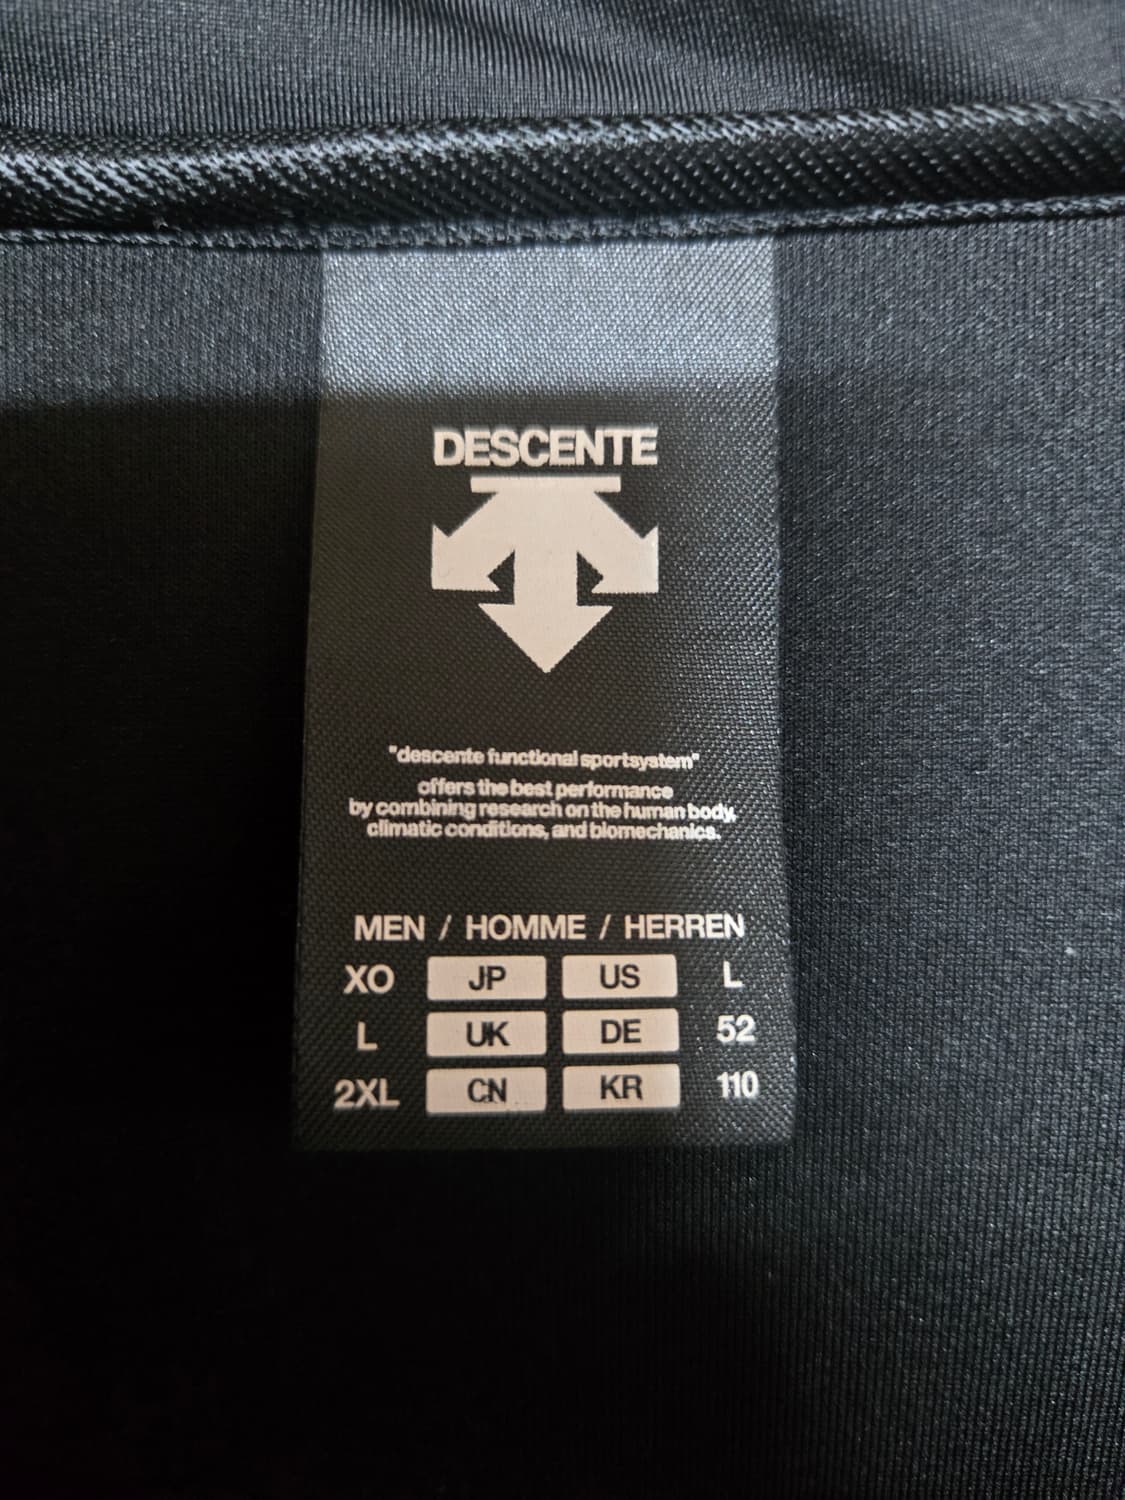 DESCENTE
"descente functional sportsystem"
offers the best performance
by combining research on the human body,
climatic conditions, and biomechanics.
MEN / HOMME / HERREN
XO JP US L
L UK DE 52
2XL CN KR 110